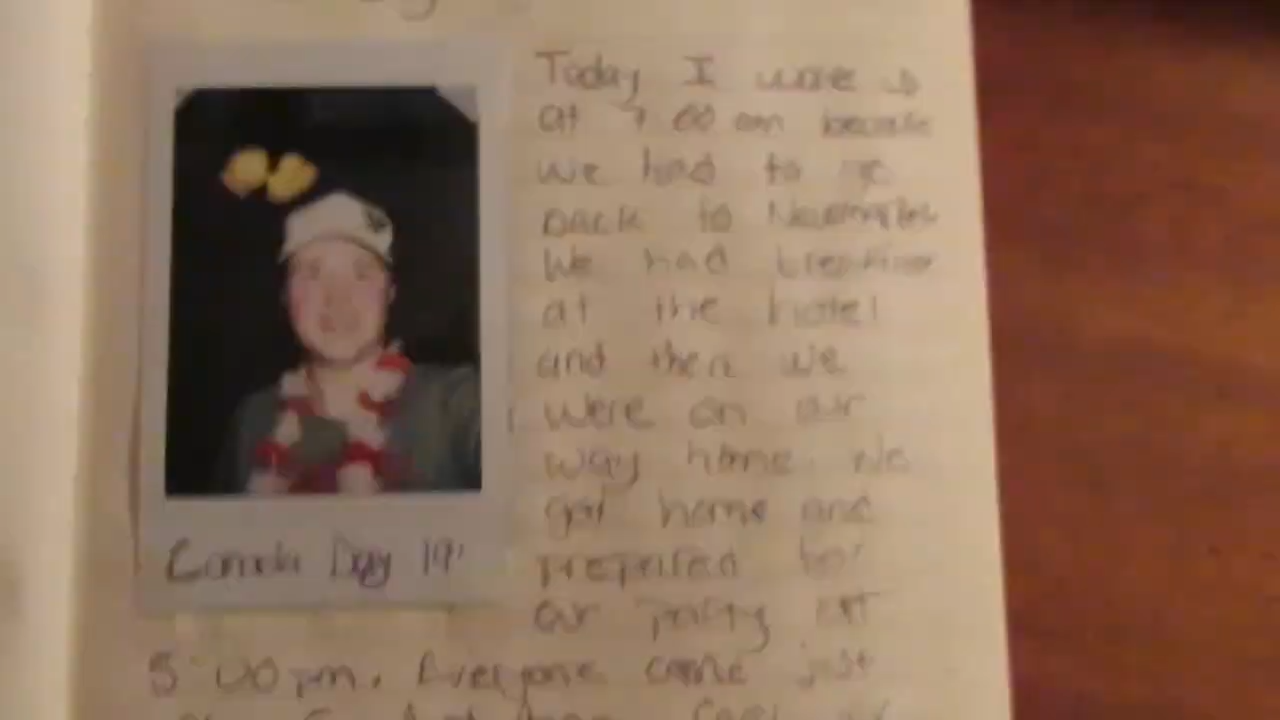 Today I woke up
at 7:00 am because
we had to go
back to Newmarket
We had breakfast
at the hotel
and then we
were on our
way home. We
got home and
prepared for
our party at
Canada Day 19'
5:00 pm. Everyone came just